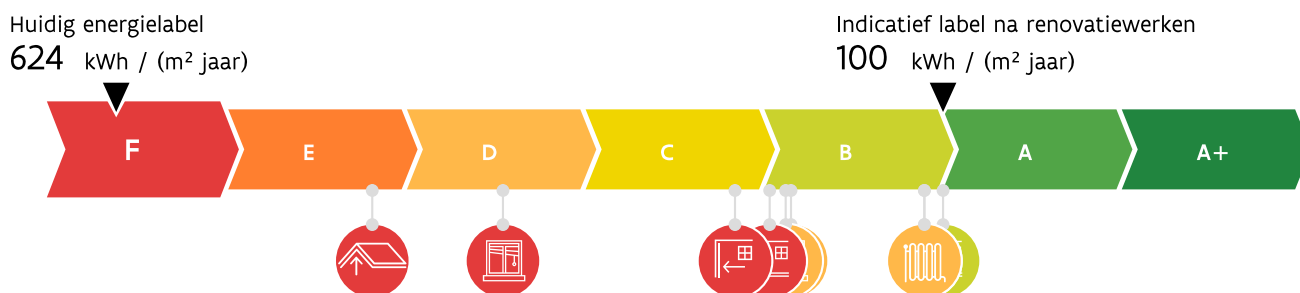 Huidig energielabel
624 kWh / (m² jaar)
Indicatief label na renovatiewerken
100 kWh / (m² jaar)
F E D C B A A+